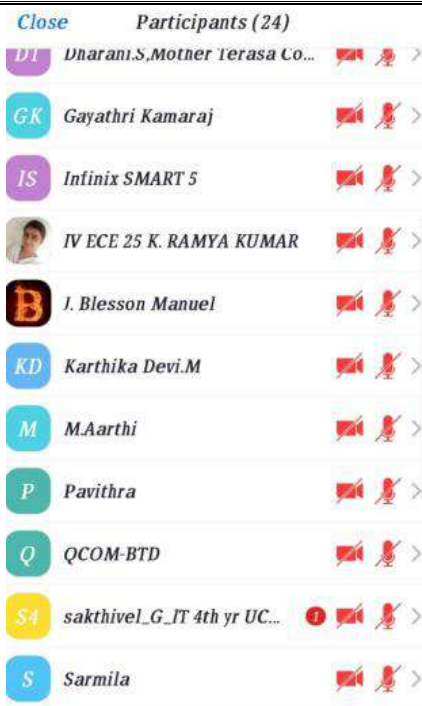 Close Participants (24)
DT Dharani.S,Mother Terasa Co...
GK Gayathri Kamaraj
IS Infinix SMART 5
IV ECE 25 K. RAMYA KUMAR
B J. Blesson Manuel
KD Karthika Devi.M
M M.Aarthi
P Pavithra
Q QCOM-BTD
S4 sakthivel_G_IT 4th yr UC... 1
S Sarmila